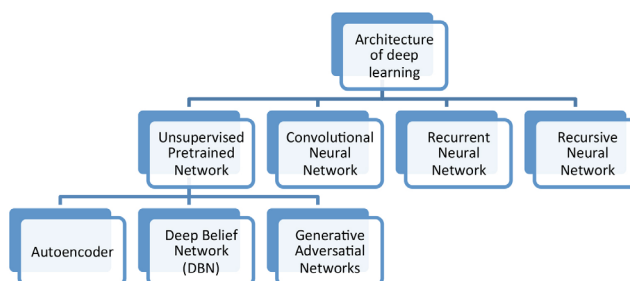 Architecture
of deep
learning
Unsupervised
Pretrained
Network
Convolutional
Neural
Network
Recurrent
Neural
Network
Recursive
Neural
Network
Autoencoder
Deep Belief
Network
(DBN)
Generative
Adversatial
Networks